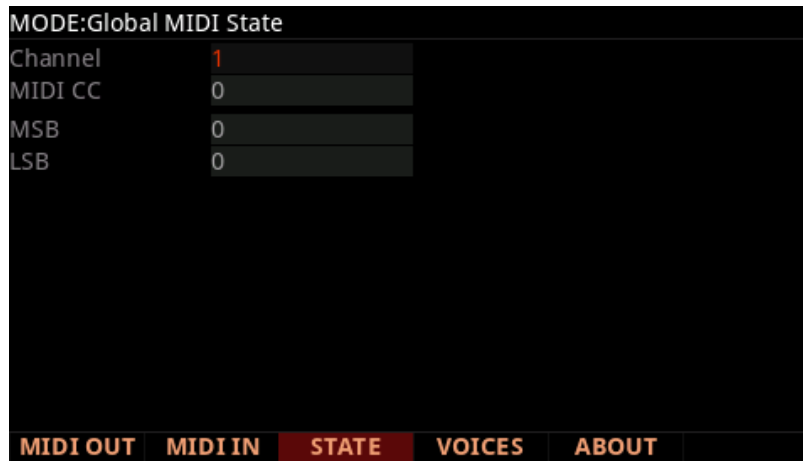 MODE:Global MIDI State
Channel 1
MIDI CC 0
MSB 0
LSB 0
MIDI OUT MIDI IN STATE VOICES ABOUT